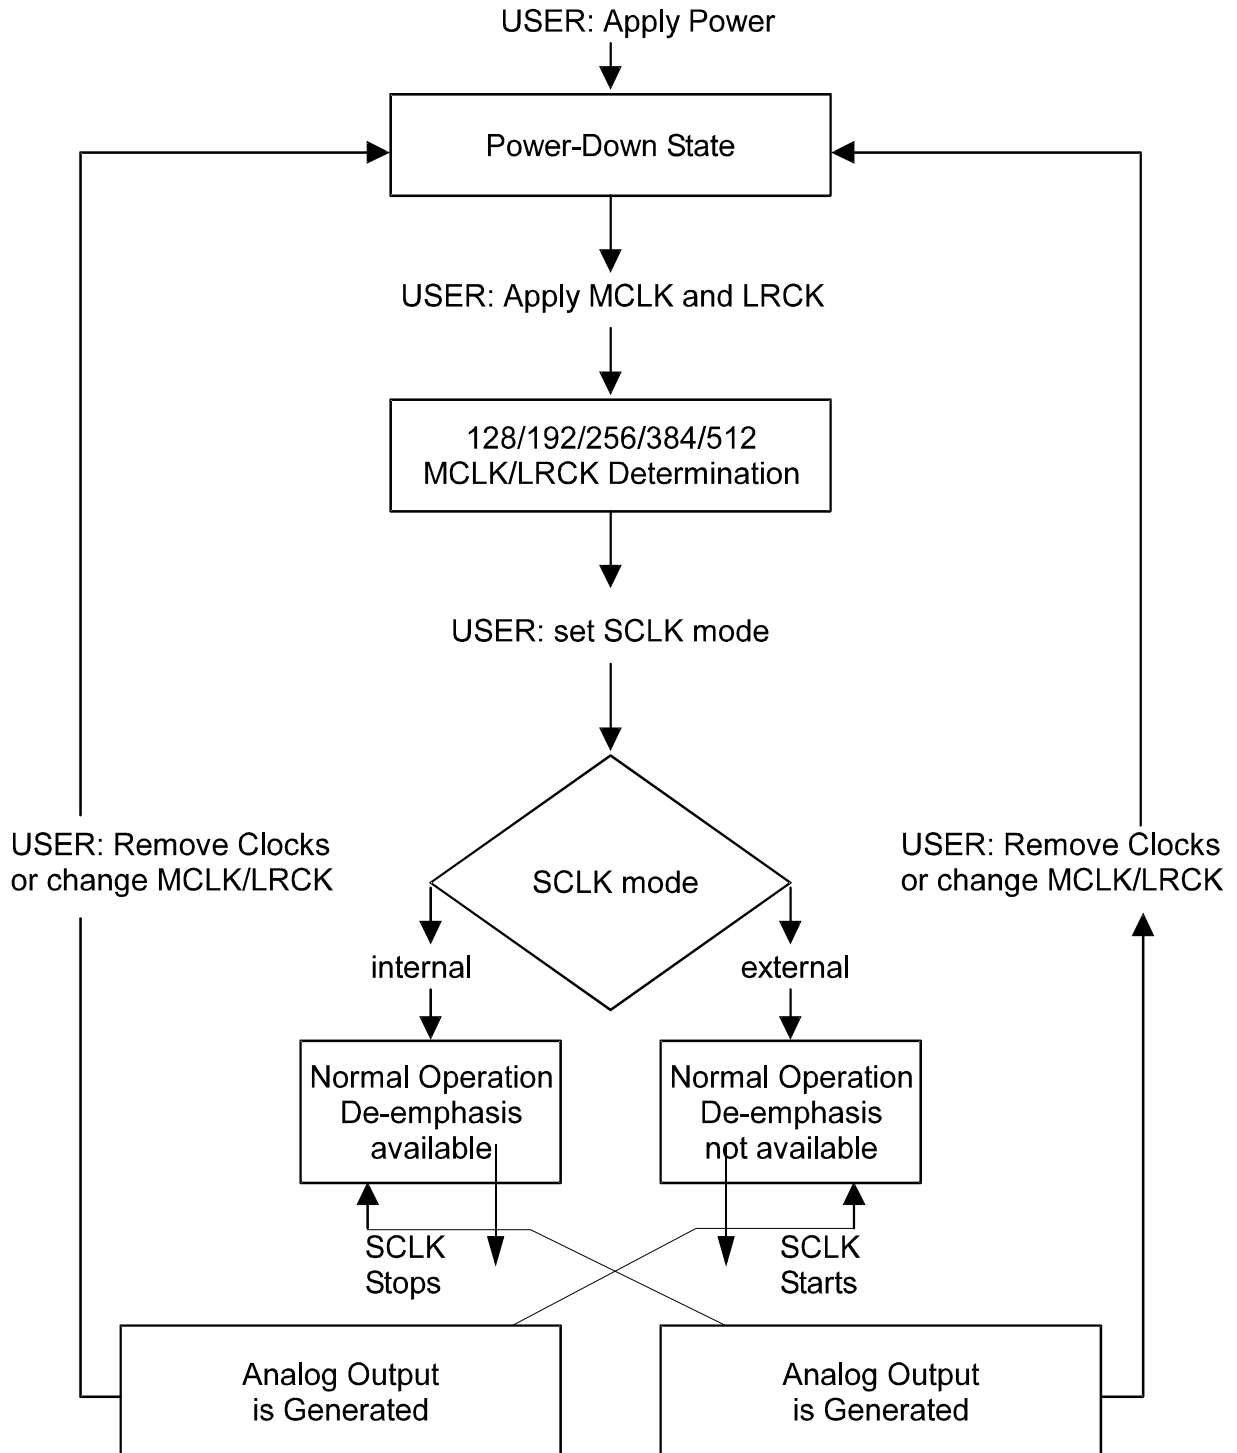 USER: Apply Power
Power-Down State
USER: Apply MCLK and LRCK
128/192/256/384/512
MCLK/LRCK Determination
USER: set SCLK mode
USER: Remove Clocks
or change MCLK/LRCK
SCLK mode
USER: Remove Clocks
or change MCLK/LRCK
internal
external
Normal Operation
De-emphasis
available
Normal Operation
De-emphasis
not available
SCLK
Stops
SCLK
Starts
Analog Output
is Generated
Analog Output
is Generated